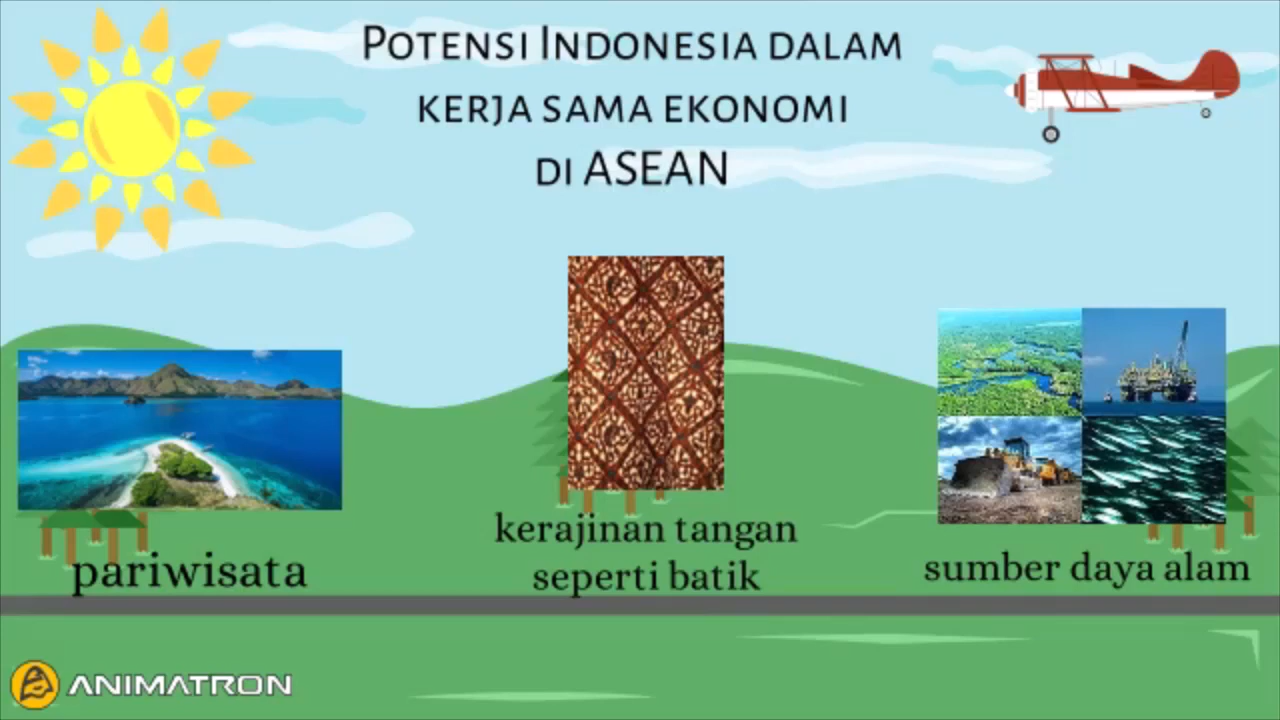 Potensi Indonesia dalam
kerja sama ekonomi
di ASEAN
kerajinan tangan
seperti batik
pariwisata
sumber daya alam
ANIMATRON